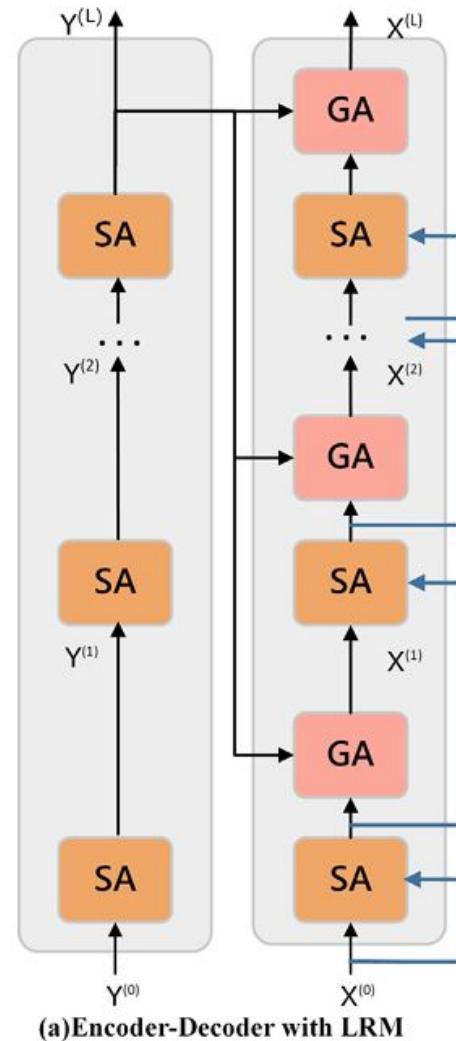 Y(L) X(L)
GA
SA SA
... ...
Y(2) X(2)
GA
SA SA
Y(1) X(1)
GA
SA SA
Y(0) X(0)
(a)Encoder-Decoder with LRM